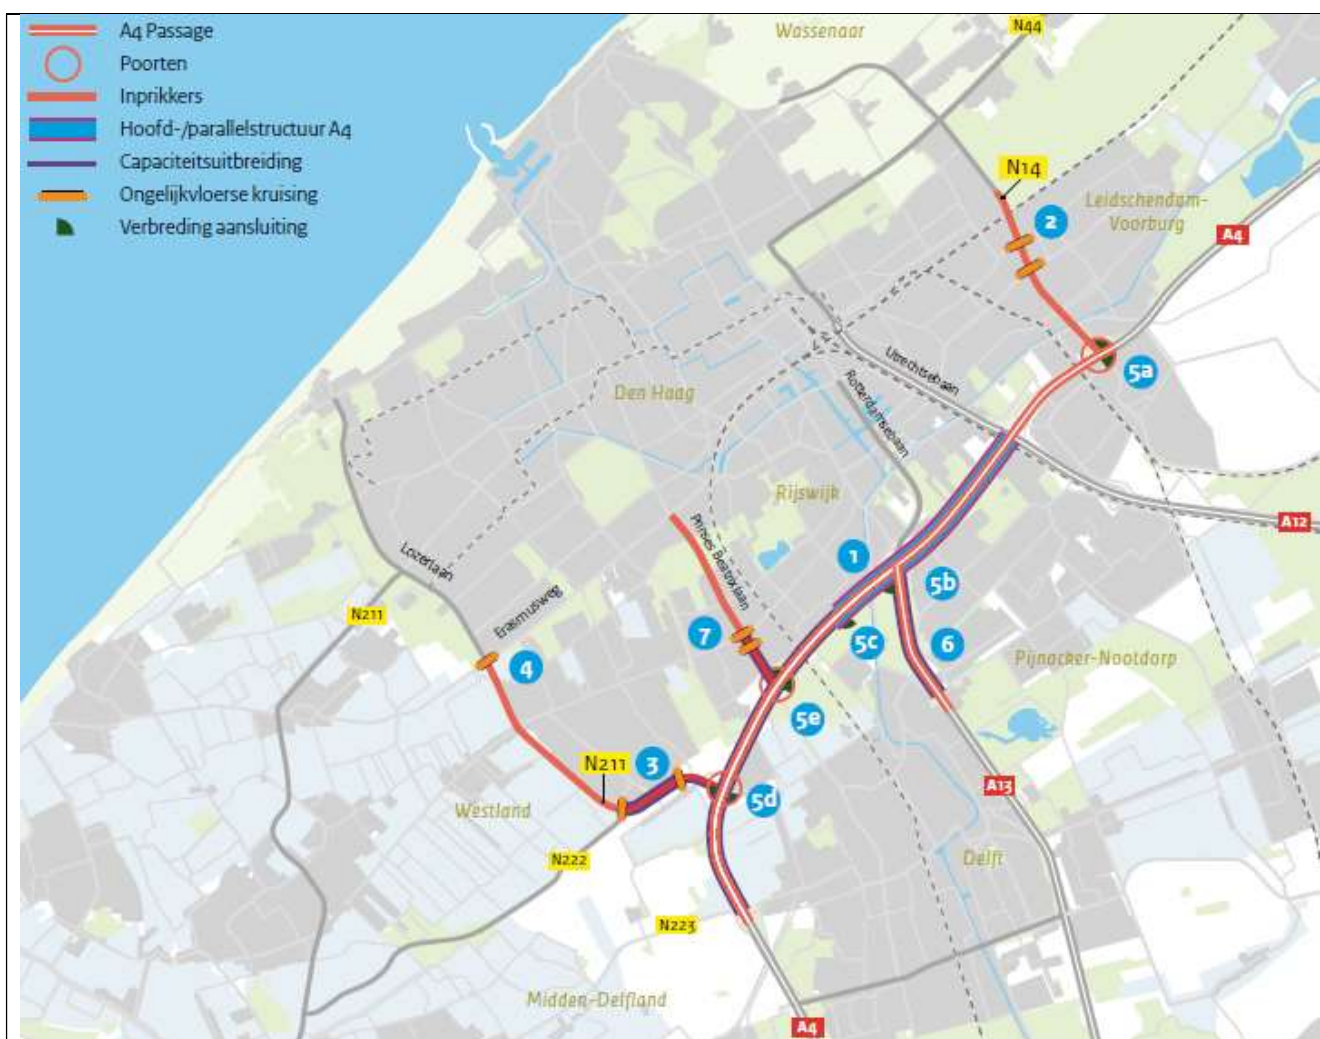 A4 Passage
Poorten
Inprikkers
Hoofd-/parallelstructuur A4
Capaciteitsuitbreiding
Ongelijkvloerse kruising
Verbreding aansluiting
Wassenaar
N44
N14
2
Leidschendam-
Voorburg
A4
5a
Utrechtsebaan
Den Haag
Rotterdamsebaan
Rijswijk
A12
Prinses Beatrixlaan
Lozerlaan
1
5b
Erasmusweg
N211
7
5c
6
4
Pijnacker-Nootdorp
5e
N211
3
A13
5d
Westland
N222
Delft
N223
Midden-Delfland
A4